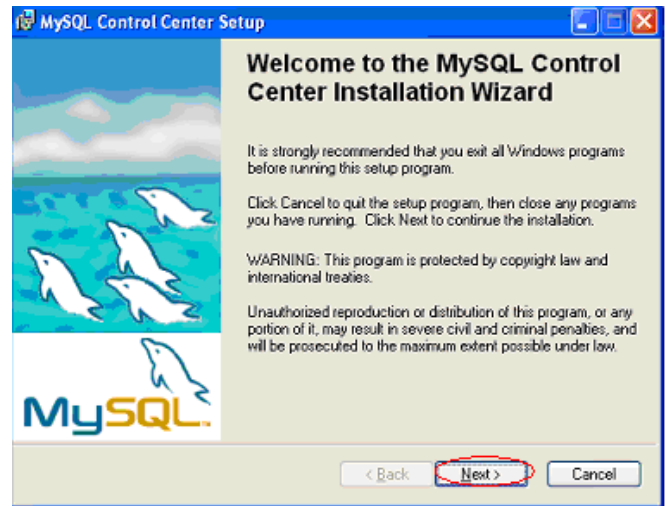 MySQL Control Center Setup
Welcome to the MySQL Control
Center Installation Wizard
It is strongly recommended that you exit all Windows programs
before running this setup program.
Click Cancel to quit the setup program, then close any programs
you have running. Click Next to continue the installation.
WARNING: This program is protected by copyright law and
international treaties.
Unauthorized reproduction or distribution of this program, or any
portion of it, may result in severe civil and criminal penalties, and
will be prosecuted to the maximum extent possible under law.
MySQL.
< Back Next > Cancel